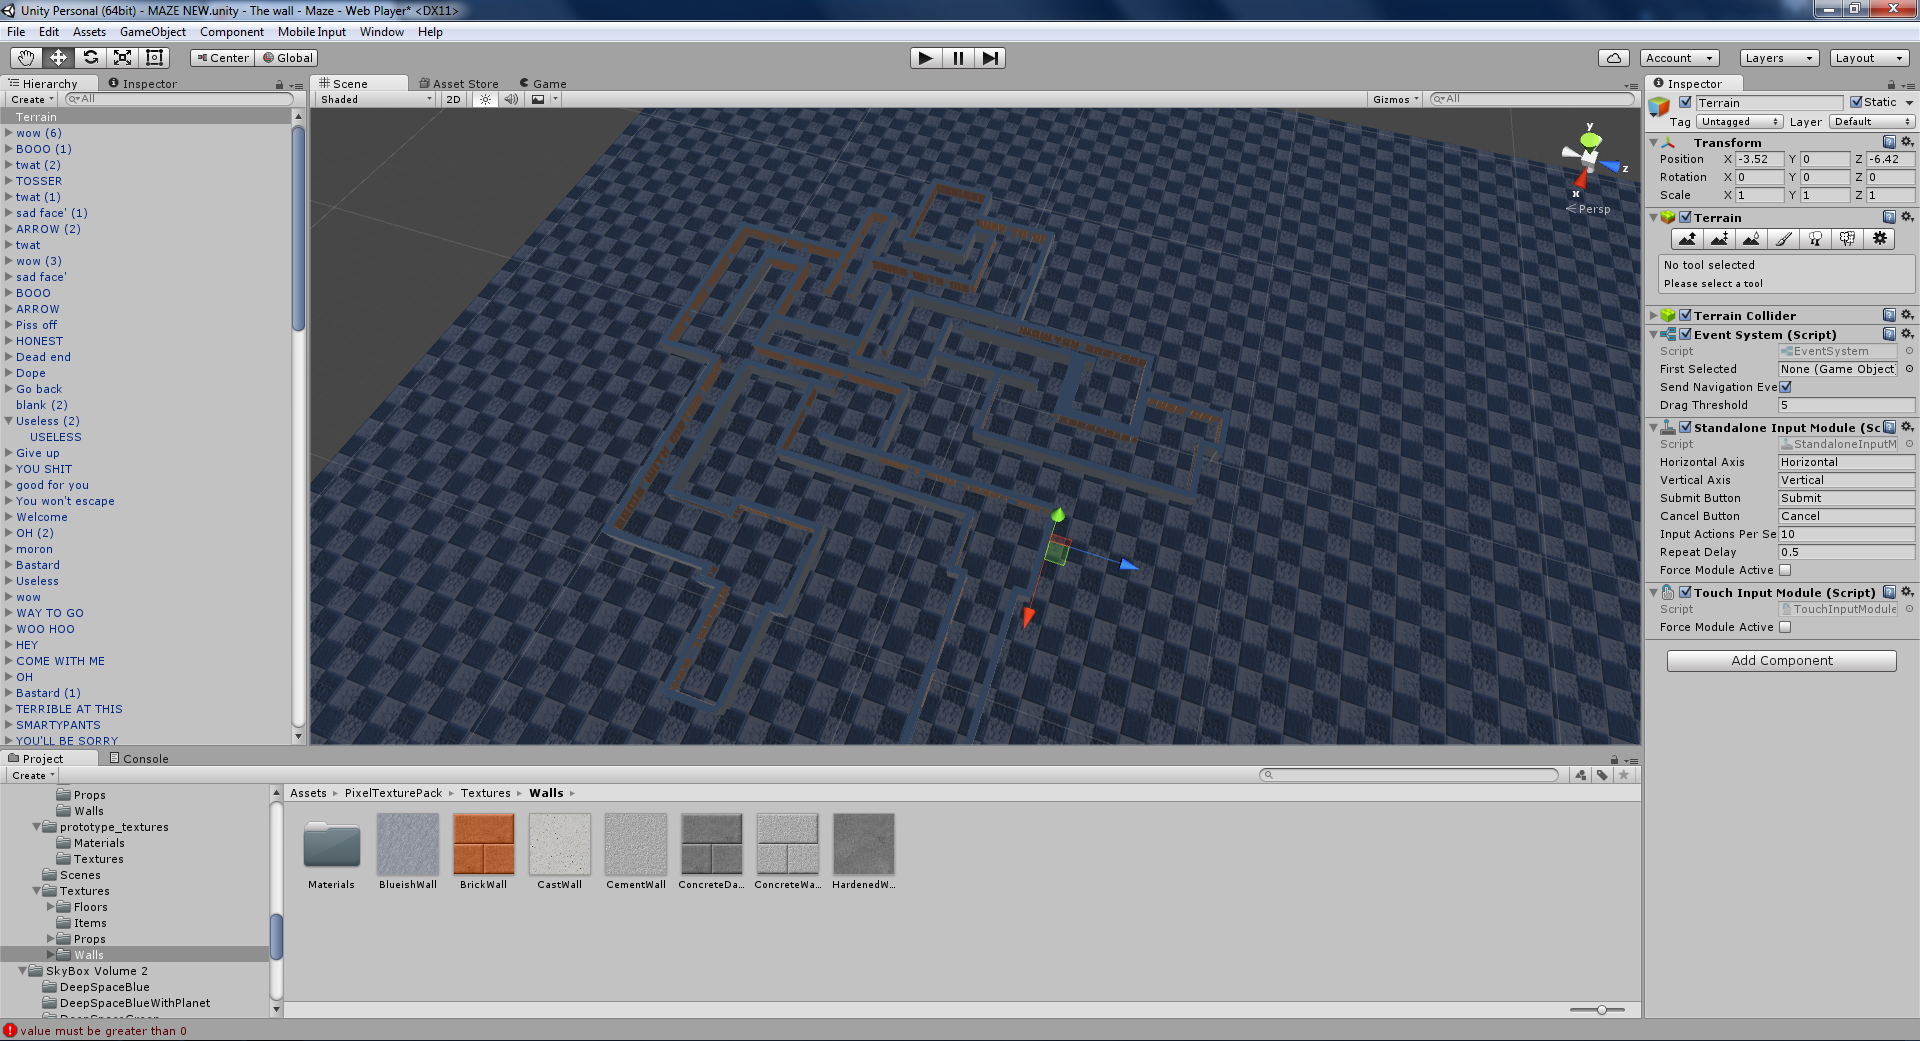 Unity Personal (64bit) - MAZE NEW.unity - The wall - Maze - Web Player* <DX11>
File Edit Assets GameObject Component Mobile Input Window Help
Center Global Account Layers Layout
Hierarchy Inspector
Create All
Terrain
wow (6)
BOOO (1)
twat (2)
TOSSER
twat (1)
sad face' (1)
ARROW (2)
twat
wow (3)
sad face'
BOOO
ARROW
Piss off
HONEST
Dead end
Dope
Go back
blank (2)
Useless (2)
USELESS
Give up
YOU SHIT
good for you
You won't escape
Welcome
OH (2)
moron
Bastard
Useless
wow
WAY TO GO
WOO HOO
HEY
COME WITH ME
OH
Bastard (1)
TERRIBLE AT THIS
SMARTYPANTS
YOU'LL BE SORRY
Scene Asset Store Game
Shaded 2D Gizmos All
y
z
x
Persp
Inspector
Terrain Static
Tag Untagged Layer Default
Transform
Position X -3.52 Y 0 Z -6.42
Rotation X 0 Y 0 Z 0
Scale X 1 Y 1 Z 1
Terrain
No tool selected
Please select a tool
Terrain Collider
Event System (Script)
Script EventSystem
First Selected None (Game Object)
Send Navigation Eve
Drag Threshold 5
Standalone Input Module (Sc
Script StandaloneInputM
Horizontal Axis Horizontal
Vertical Axis Vertical
Submit Button Submit
Cancel Button Cancel
Input Actions Per Se 10
Repeat Delay 0.5
Force Module Active
Touch Input Module (Script)
Script TouchInputModule
Force Module Active
Add Component
Project Console
Create
Props
Walls
prototype_textures
Materials
Textures
Scenes
Textures
Floors
Items
Props
Walls
SkyBox Volume 2
DeepSpaceBlue
DeepSpaceBlueWithPlanet
Assets PixelTexturePack Textures Walls
Materials BlueishWall BrickWall CastWall CementWall ConcreteDa... ConcreteWa... HardenedW...
value must be greater than 0